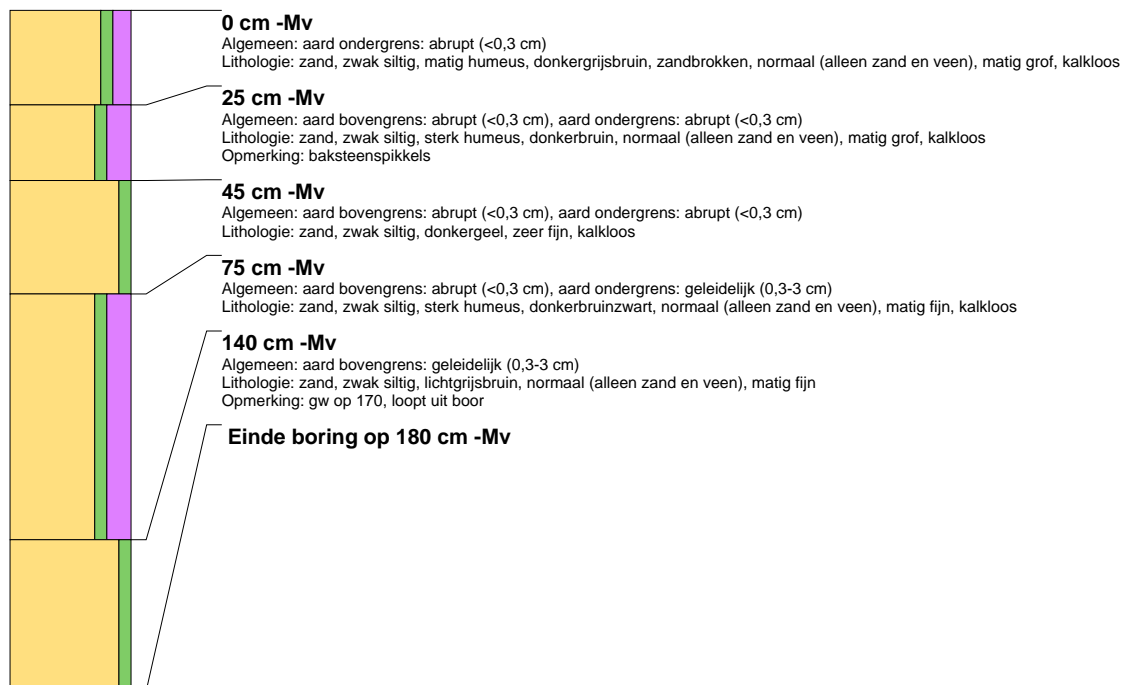 0 cm -Mv
Algemeen: aard ondergrens: abrupt (<0,3 cm)
Lithologie: zand, zwak siltig, matig humeus, donkergrijsbruin, zandbrokken, normaal (alleen zand en veen), matig grof, kalkloos
25 cm -Mv
Algemeen: aard bovengrens: abrupt (<0,3 cm), aard ondergrens: abrupt (<0,3 cm)
Lithologie: zand, zwak siltig, sterk humeus, donkerbruin, normaal (alleen zand en veen), matig grof, kalkloos
Opmerking: baksteenspikkels
45 cm -Mv
Algemeen: aard bovengrens: abrupt (<0,3 cm), aard ondergrens: abrupt (<0,3 cm)
Lithologie: zand, zwak siltig, donkergeel, zeer fijn, kalkloos
75 cm -Mv
Algemeen: aard bovengrens: abrupt (<0,3 cm), aard ondergrens: geleidelijk (0,3-3 cm)
Lithologie: zand, zwak siltig, sterk humeus, donkerbruinzwart, normaal (alleen zand en veen), matig fijn, kalkloos
140 cm -Mv
Algemeen: aard bovengrens: geleidelijk (0,3-3 cm)
Lithologie: zand, zwak siltig, lichtgrijsbruin, normaal (alleen zand en veen), matig fijn
Opmerking: gw op 170, loopt uit boor
Einde boring op 180 cm -Mv